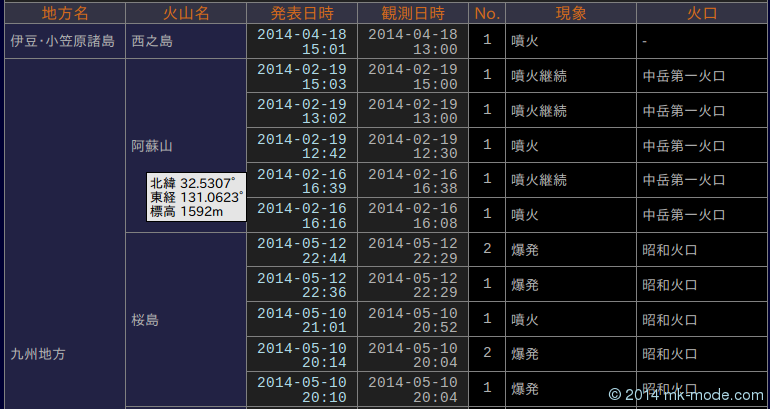 地方名 火山名 発表日時 観測日時 No. 現象 火口
伊豆・小笠原諸島 西之島 2014-04-18 15:01 2014-04-18 13:00 1 噴火 -
九州地方 阿蘇山 2014-02-19 15:03 2014-02-19 15:00 1 噴火継続 中岳第一火口
2014-02-19 13:02 2014-02-19 13:00 1 噴火継続 中岳第一火口
2014-02-19 12:42 2014-02-19 12:30 1 噴火 中岳第一火口
2014-02-16 16:39 2014-02-16 16:38 1 噴火継続 中岳第一火口
2014-02-16 16:16 2014-02-16 16:08 1 噴火 中岳第一火口
北緯 32.5307°
東経 131.0623°
標高 1592m
桜島 2014-05-12 22:44 2014-05-12 22:29 2 爆発 昭和火口
2014-05-12 22:36 2014-05-12 22:29 1 爆発 昭和火口
2014-05-10 21:01 2014-05-10 20:52 1 噴火 昭和火口
2014-05-10 20:14 2014-05-10 20:04 2 爆発 昭和火口
2014-05-10 20:10 2014-05-10 20:04 1 爆発 昭和火口
© 2014 mk-mode.com